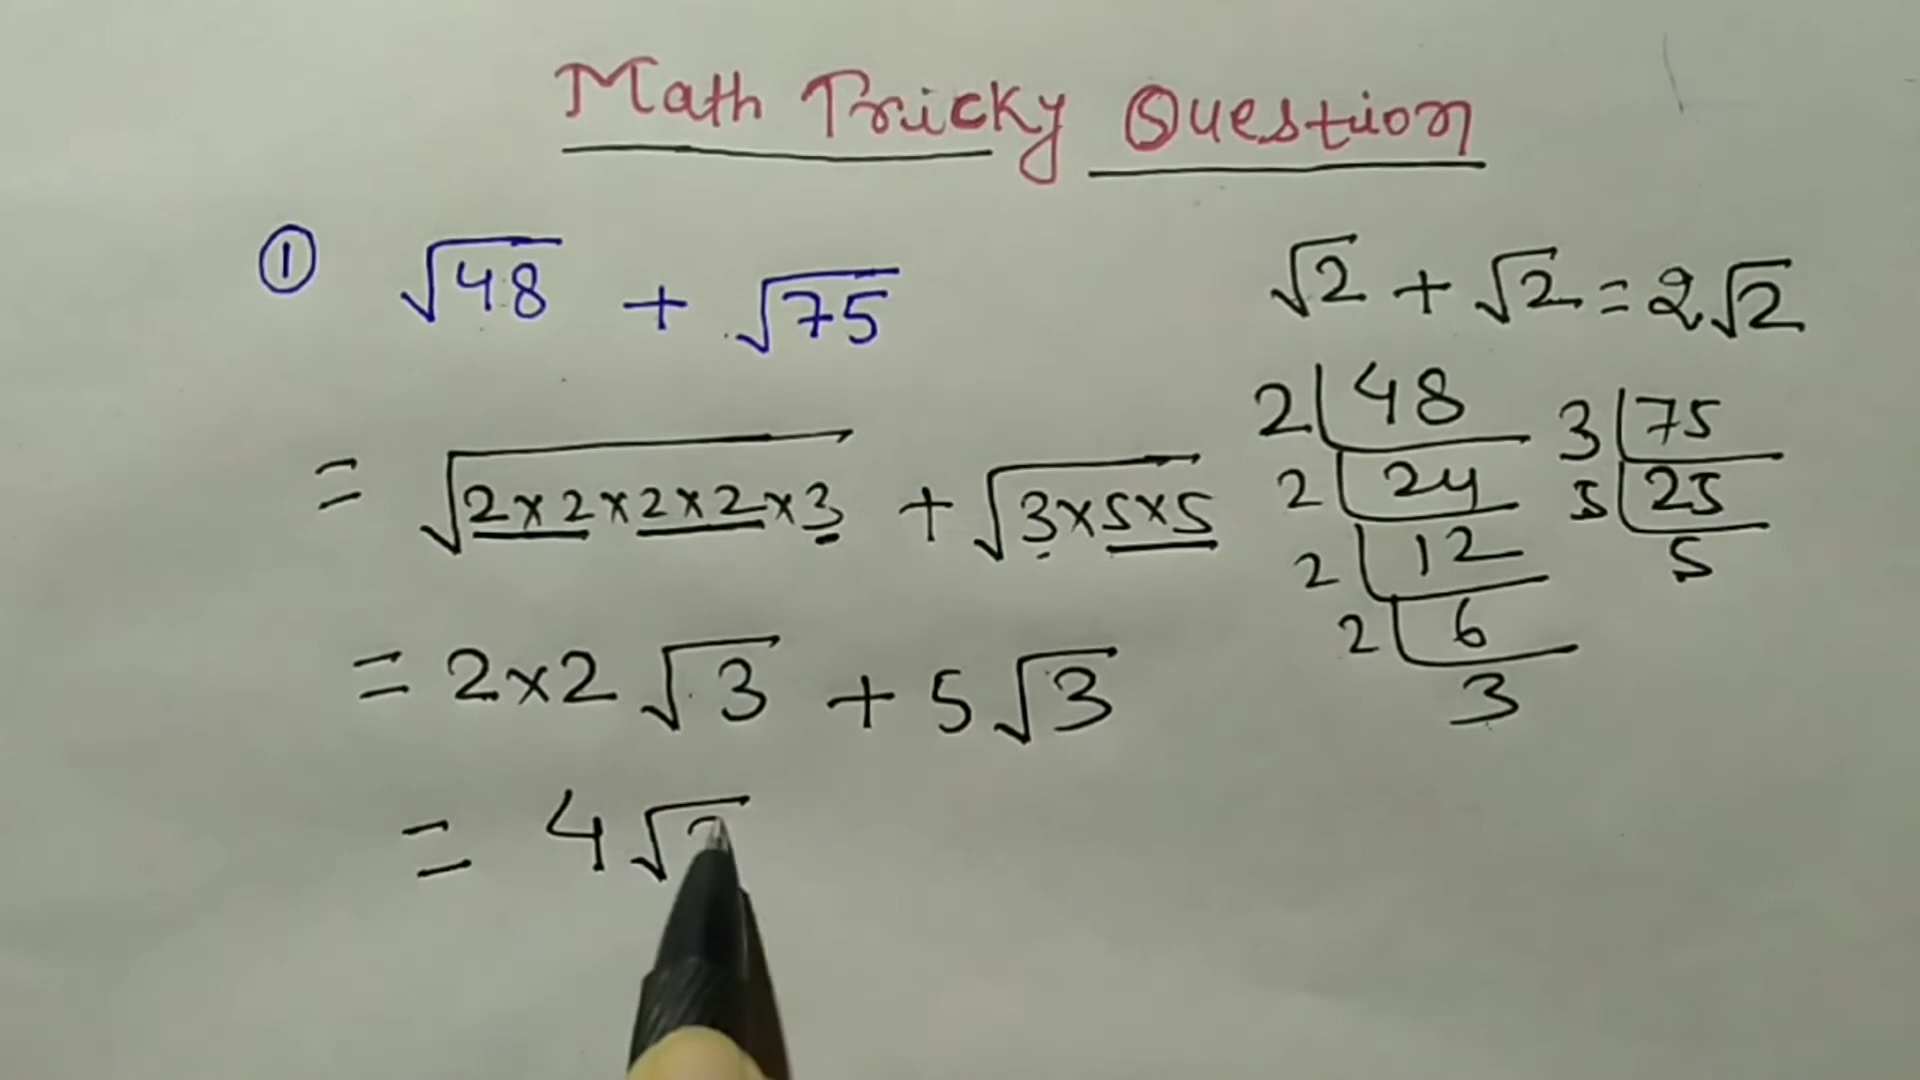 Math Tricky Question
① √48 + √75
√2 + √2 = 2√2
= √2×2×2×2×3 + √3×5×5
= 2×2√3 + 5√3
= 4√
2 48
2 24
2 12
2 6
3
3 75
5 25
5